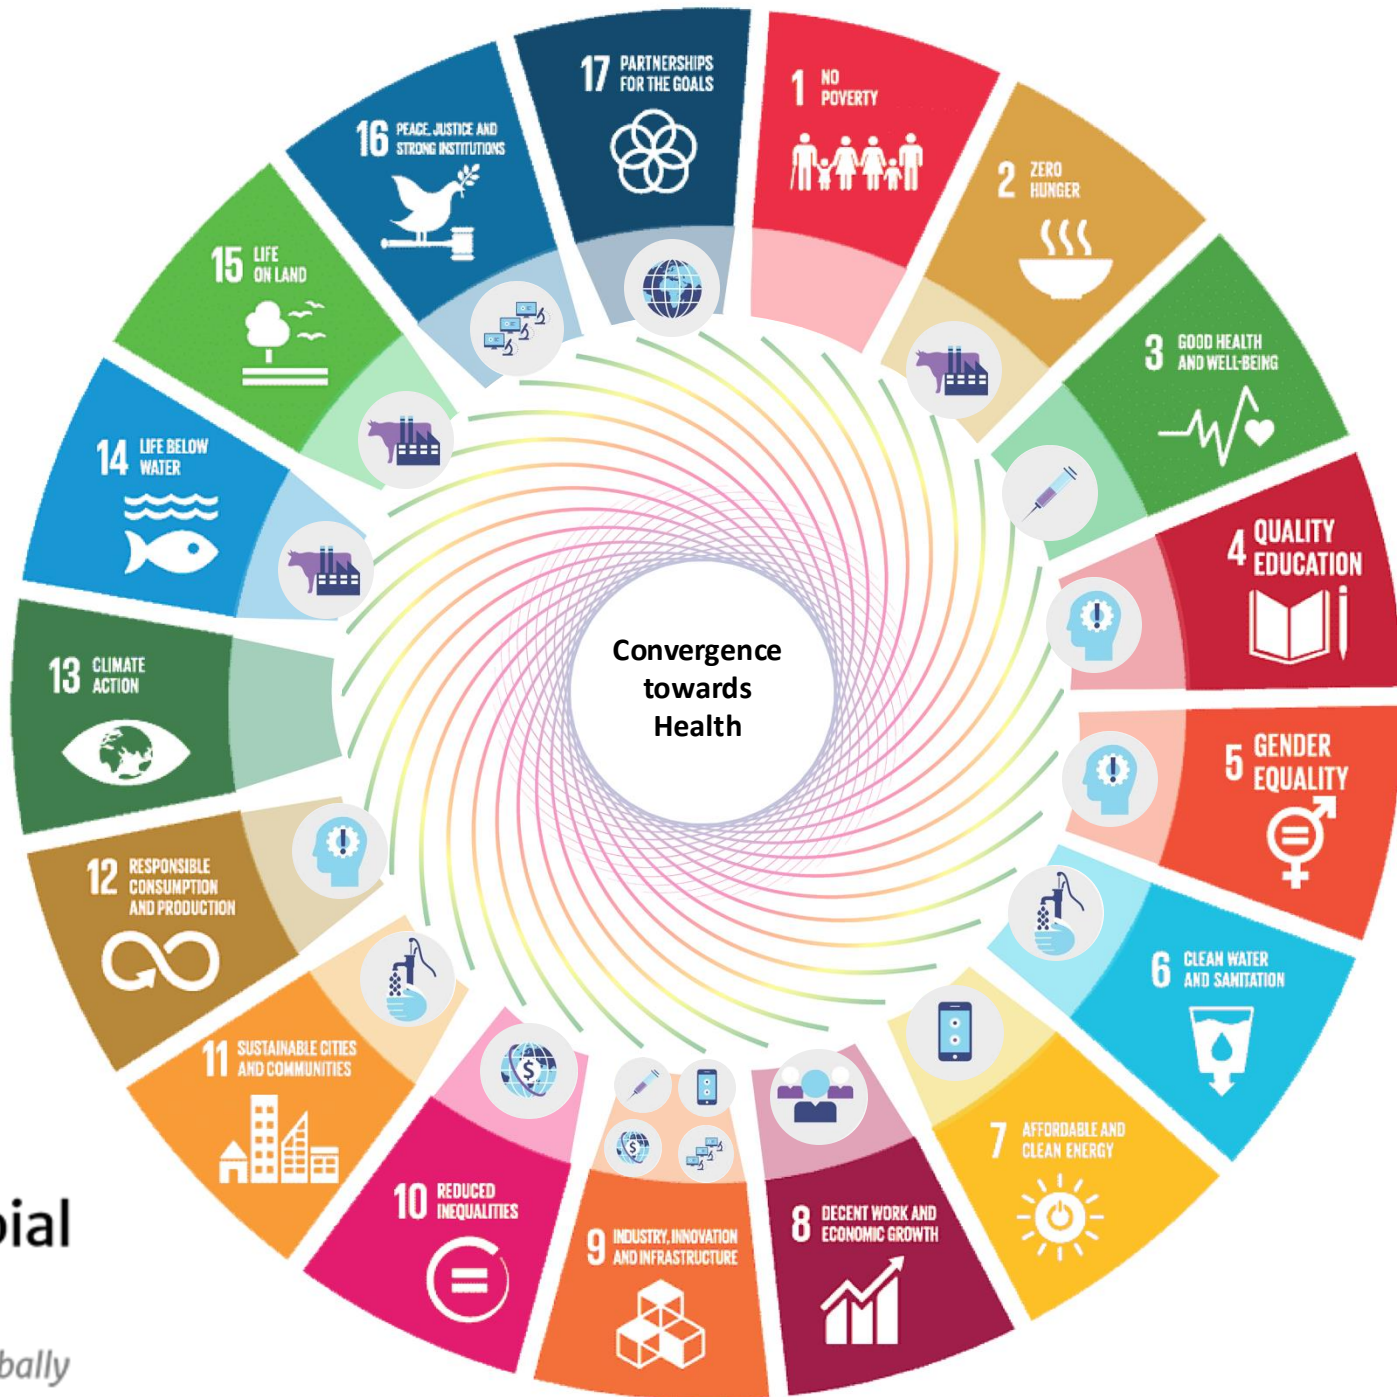 17 PARTNERSHIPS
FOR THE GOALS
1 NO
POVERTY
2 ZERO
HUNGER
3 GOOD HEALTH
AND WELL-BEING
4 QUALITY
EDUCATION
5 GENDER
EQUALITY
6 CLEAN WATER
AND SANITATION
7 AFFORDABLE AND
CLEAN ENERGY
8 DECENT WORK AND
ECONOMIC GROWTH
9 INDUSTRY, INNOVATION
AND INFRASTRUCTURE
10 REDUCED
INEQUALITIES
11 SUSTAINABLE CITIES
AND COMMUNITIES
12 RESPONSIBLE
CONSUMPTION
AND PRODUCTION
13 CLIMATE
ACTION
14 LIFE BELOW
WATER
15 LIFE
ON LAND
16 PEACE, JUSTICE AND
STRONG INSTITUTIONS
Convergence
towards
Health
$
$